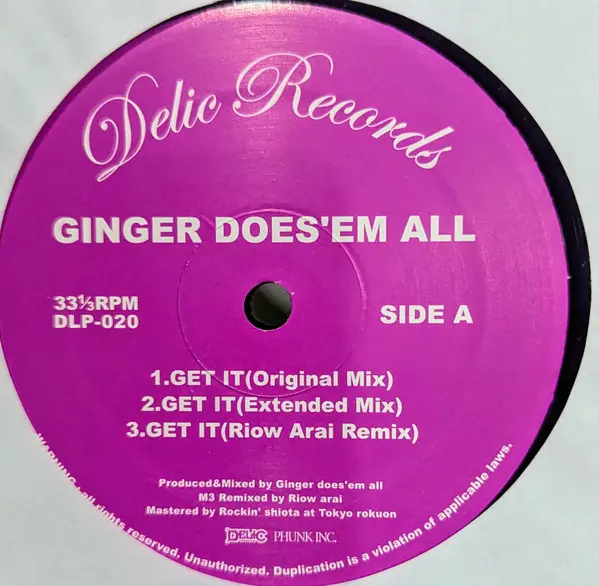 Delic Records
GINGER DOES'EM ALL
33⅓RPM
DLP-020
SIDE A
1.GET IT(Original Mix)
2.GET IT(Extended Mix)
3.GET IT(Riow Arai Remix)
Produced&Mixed by Ginger does'em all
M3 Remixed by Riow arai
Mastered by Rockin' shiota at Tokyo rokuon
DELIC PHUNK INC.
all rights reserved. Unauthorized. Duplication is a violation of applicable laws.